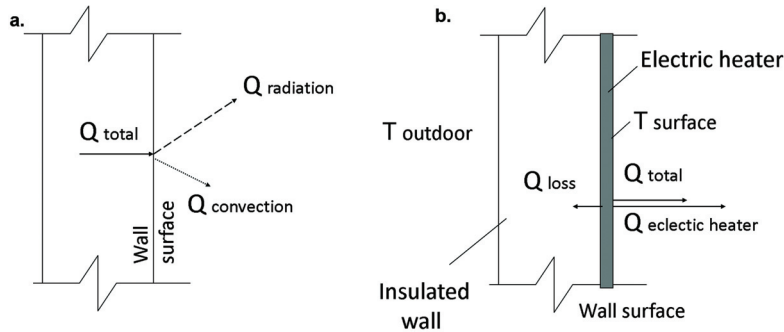 a.
Q total
Q radiation
Q convection
Wall
surface
b.
Electric heater
T surface
T outdoor
Q loss
Q total
Q eclectic heater
Insulated
wall
Wall surface